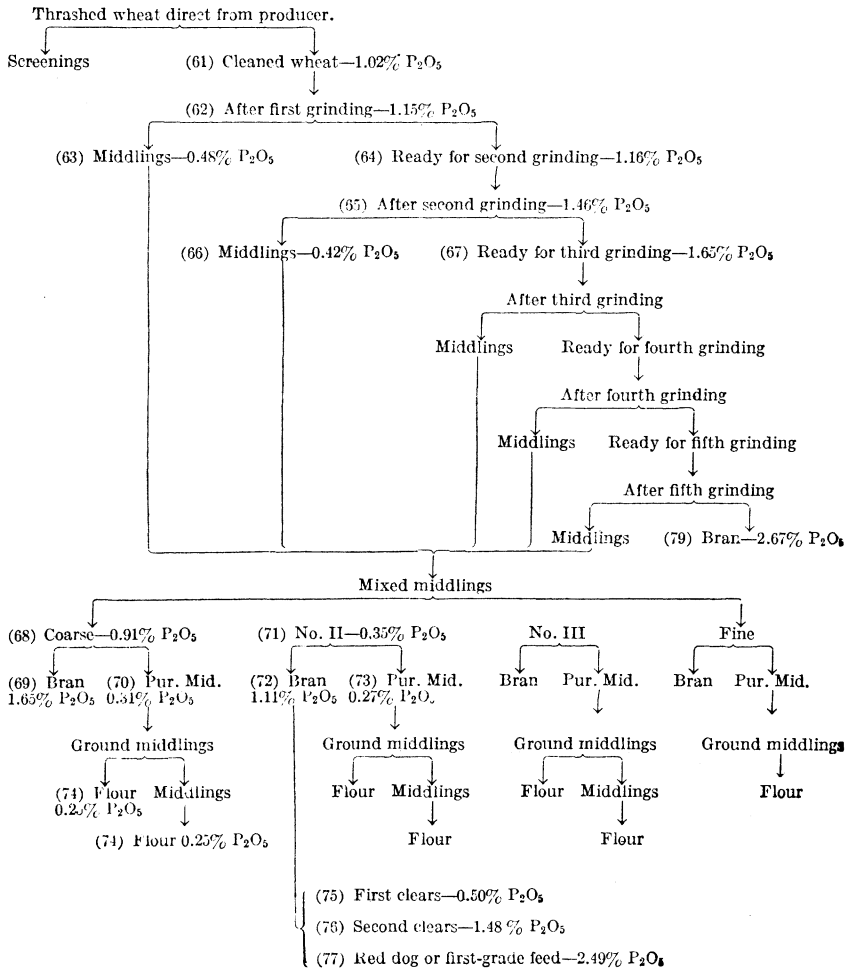 Thrashed wheat direct from producer.
Screenings (61) Cleaned wheat—1.02% P₂O₅
(62) After first grinding—1.15% P₂O₅
(63) Middlings—0.48% P₂O₅ (64) Ready for second grinding—1.16% P₂O₅
(65) After second grinding—1.46% P₂O₅
(66) Middlings—0.42% P₂O₅ (67) Ready for third grinding—1.65% P₂O₅
After third grinding
Middlings Ready for fourth grinding
After fourth grinding
Middlings Ready for fifth grinding
After fifth grinding
Middlings (79) Bran—2.67% P₂O₅
Mixed middlings
(68) Coarse—0.91% P₂O₅ (71) No. II—0.35% P₂O₅ No. III Fine
(69) Bran (70) Pur. Mid. (72) Bran (73) Pur. Mid. Bran Pur. Mid. Bran Pur. Mid.
1.65% P₂O₅ 0.31% P₂O₅ 1.11% P₂O₅ 0.27%
Ground middlings Ground middlings Ground middlings Ground middlings
(74) Flour Middlings Flour Middlings Flour Middlings Flour
P₂O₅
(74) Flour 0.25% P₂O₅ Flour Flour
(75) First clears—0.50% P₂O₅
(76) Second clears—1.48 % P₂O₅
(77) Red dog or first-grade feed—2.49% P₂O₅